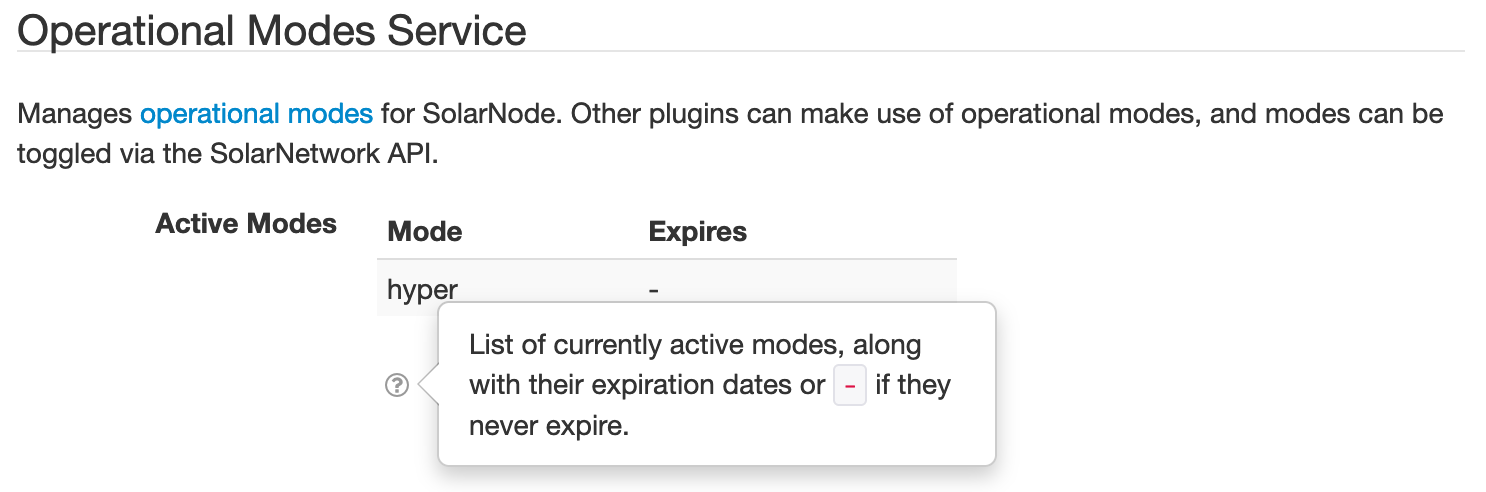 Operational Modes Service
Manages operational modes for SolarNode. Other plugins can make use of operational modes, and modes can be
toggled via the SolarNetwork API.
Active Modes
Mode Expires
hyper -
?
List of currently active modes, along
with their expiration dates or - if they
never expire.